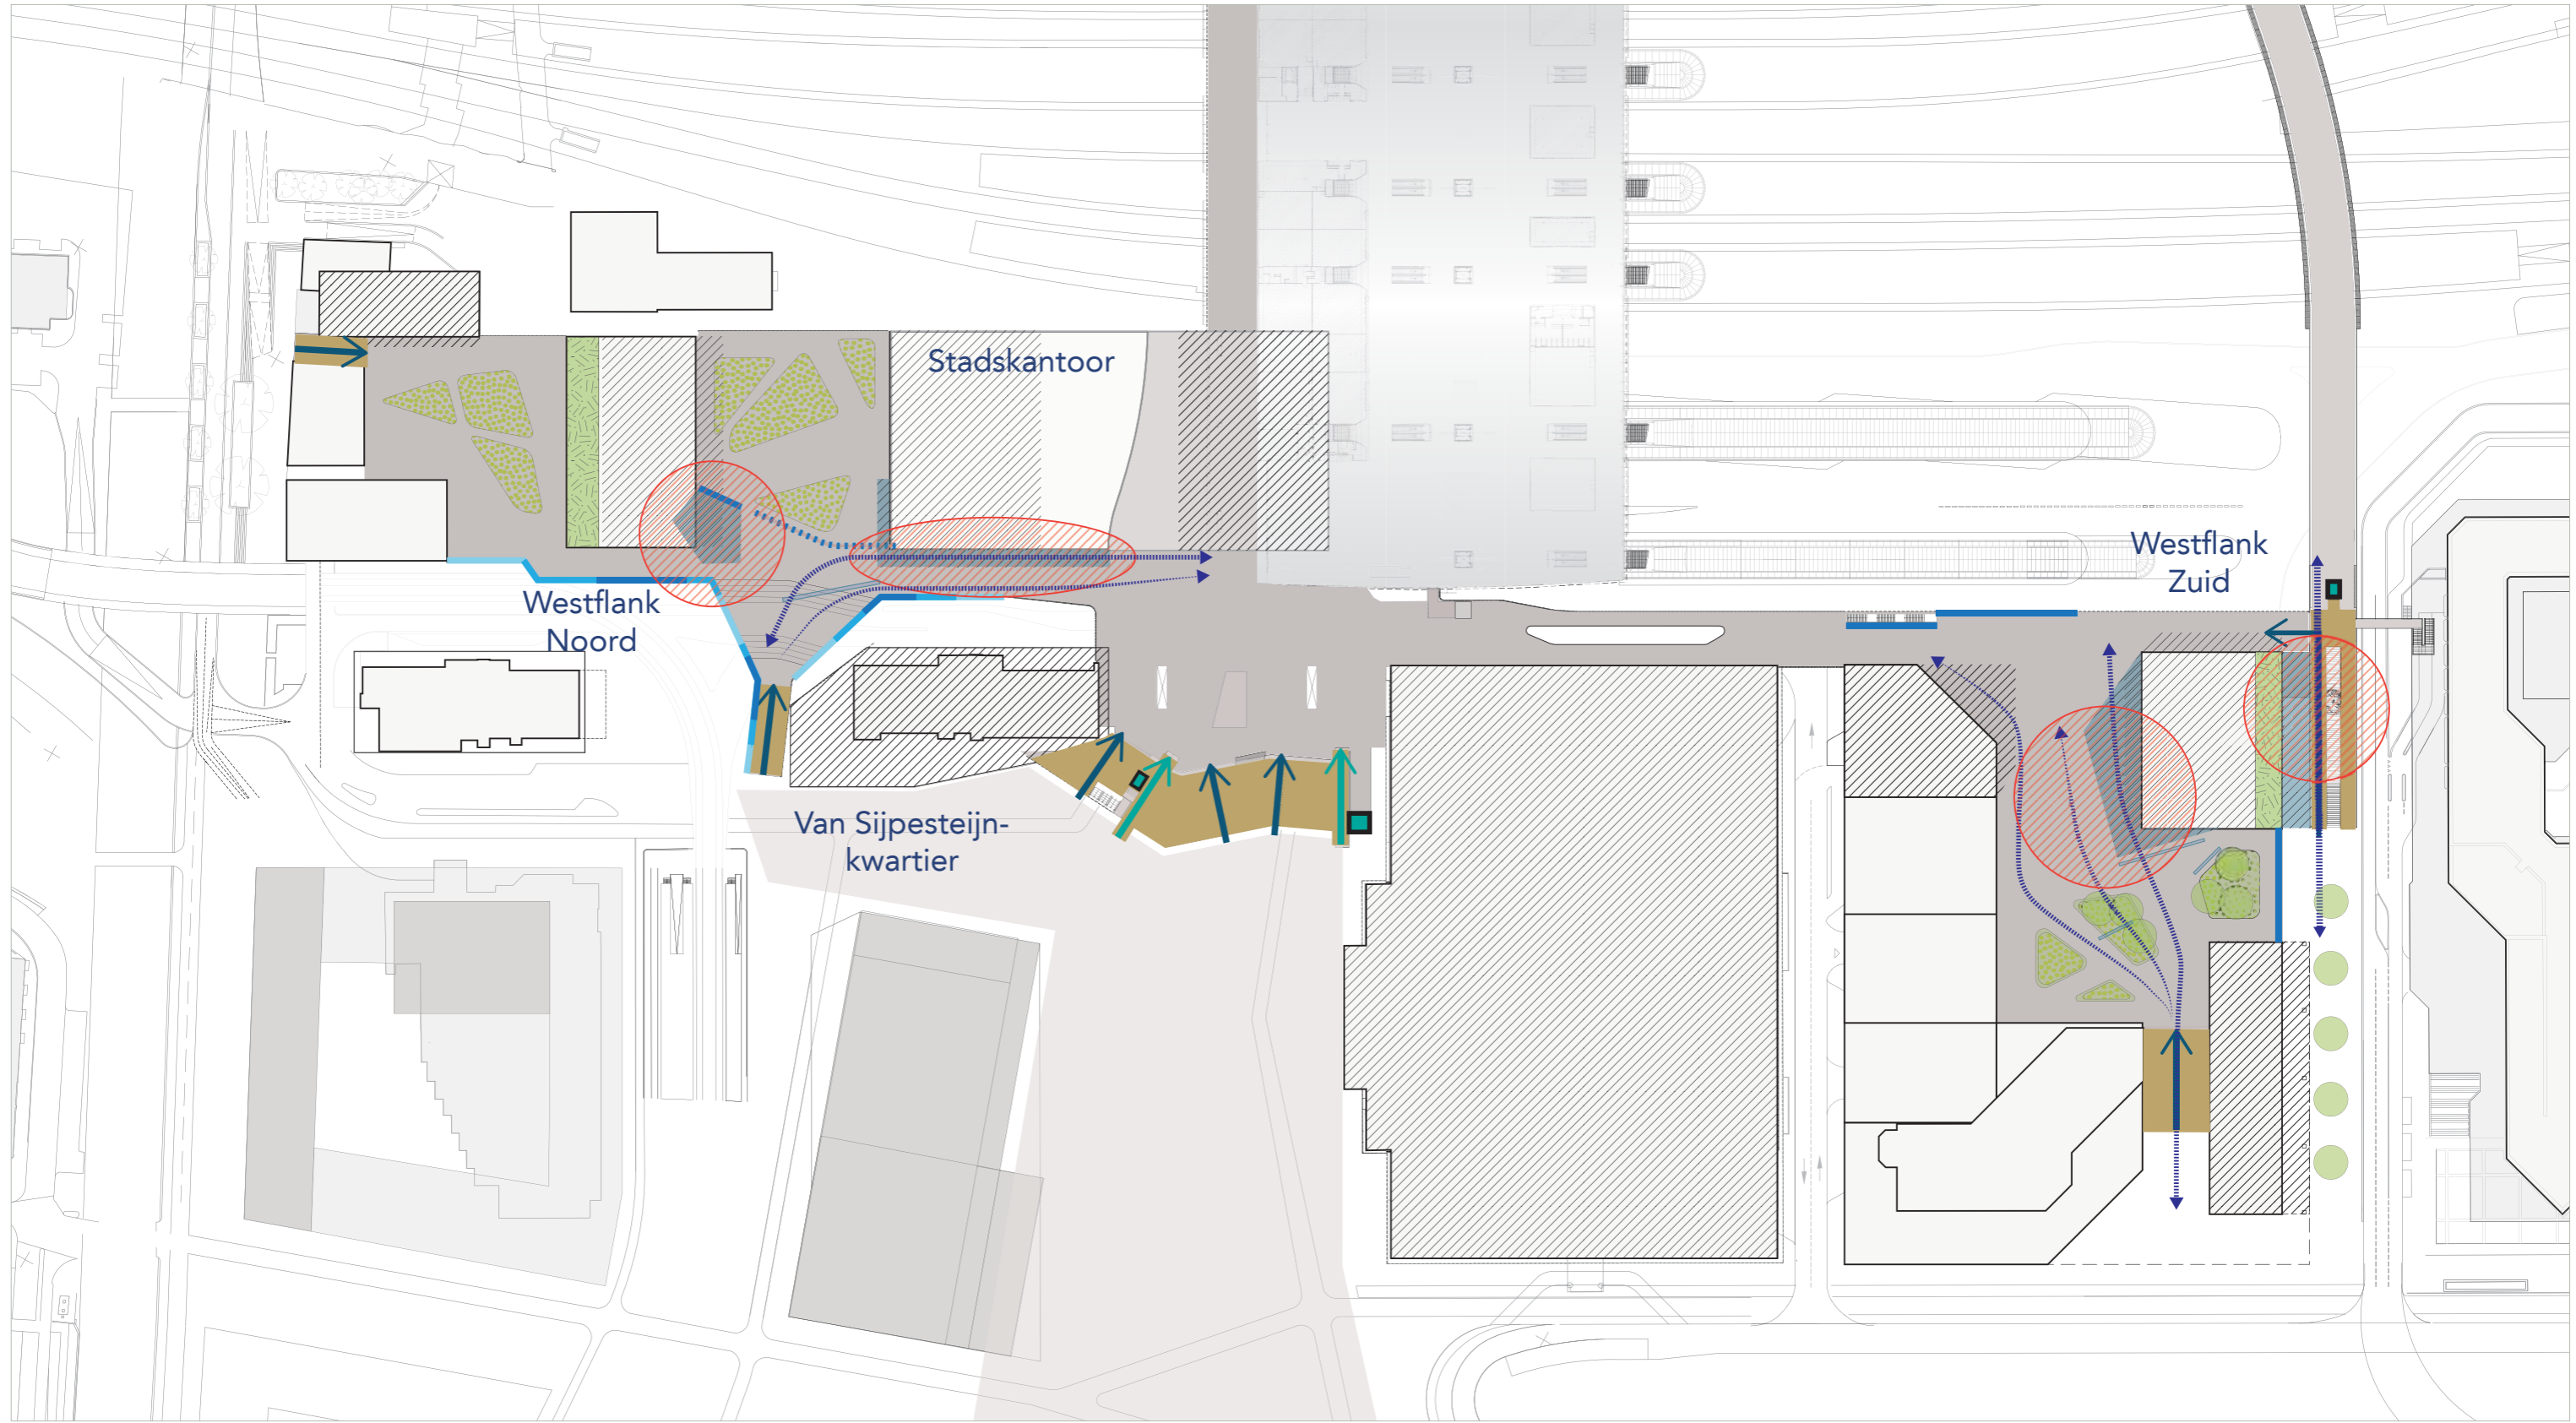 Stadskantoor
Westflank
Zuid
Westflank
Noord
Van Sijpesteijn-
kwartier